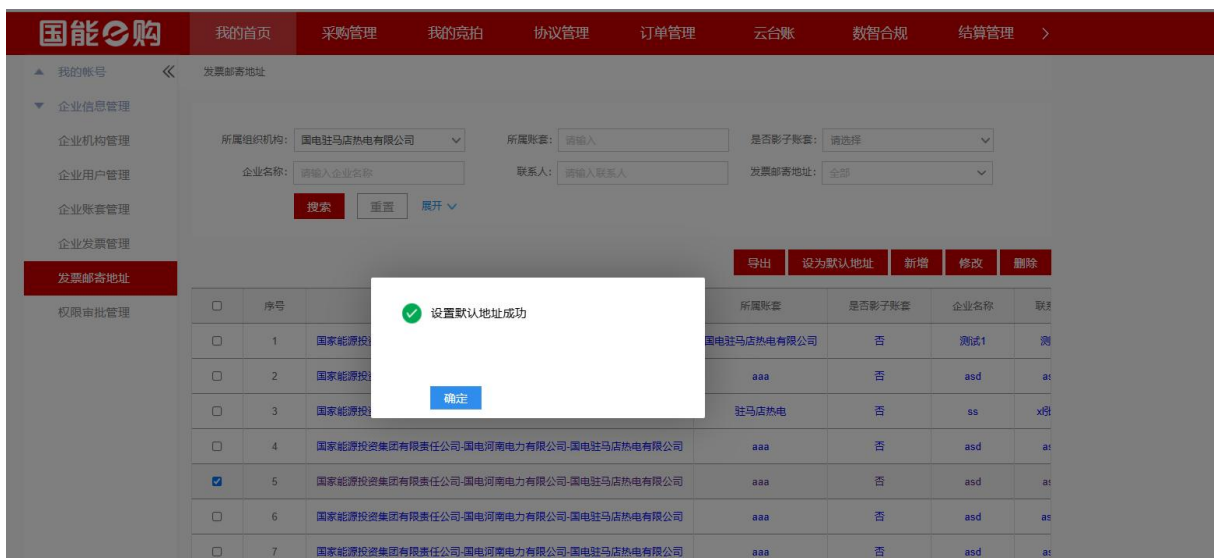 国能e购 我的首页 采购管理 我的竞拍 协议管理 订单管理 云台账 数智合规 结算管理
我的帐号 发票邮寄地址
企业信息管理
企业机构管理 所属组织机构: 国电驻马店热电有限公司 所属账套: 请输入 是否影子账套: 请选择
企业用户管理 企业名称: 请输入企业名称 联系人: 请输入联系人 发票邮寄地址: 全部
企业账套管理 搜索 重置 展开
企业发票管理
导出 设为默认地址 新增 修改 删除
发票邮寄地址
权限审批管理 序号 所属账套 是否影子账套 企业名称
设置默认地址成功
1 国家能源投 国电驻马店热电有限公司 否 测试1 测
2 国家能源投 aaa 否 asd
确定
3 国家能源投 驻马店热电 否 ss
4 国家能源投资集团有限责任公司-国电河南电力有限公司-国电驻马店热电有限公司 aaa 否 asd
5 国家能源投资集团有限责任公司-国电河南电力有限公司-国电驻马店热电有限公司 aaa 否 asd
6 国家能源投资集团有限责任公司-国电河南电力有限公司-国电驻马店热电有限公司 aaa 否 asd as
7 国家能源投资集团有限责任公司-国电河南电力有限公司-国电驻马店热电有限公司 aaa 否 asd